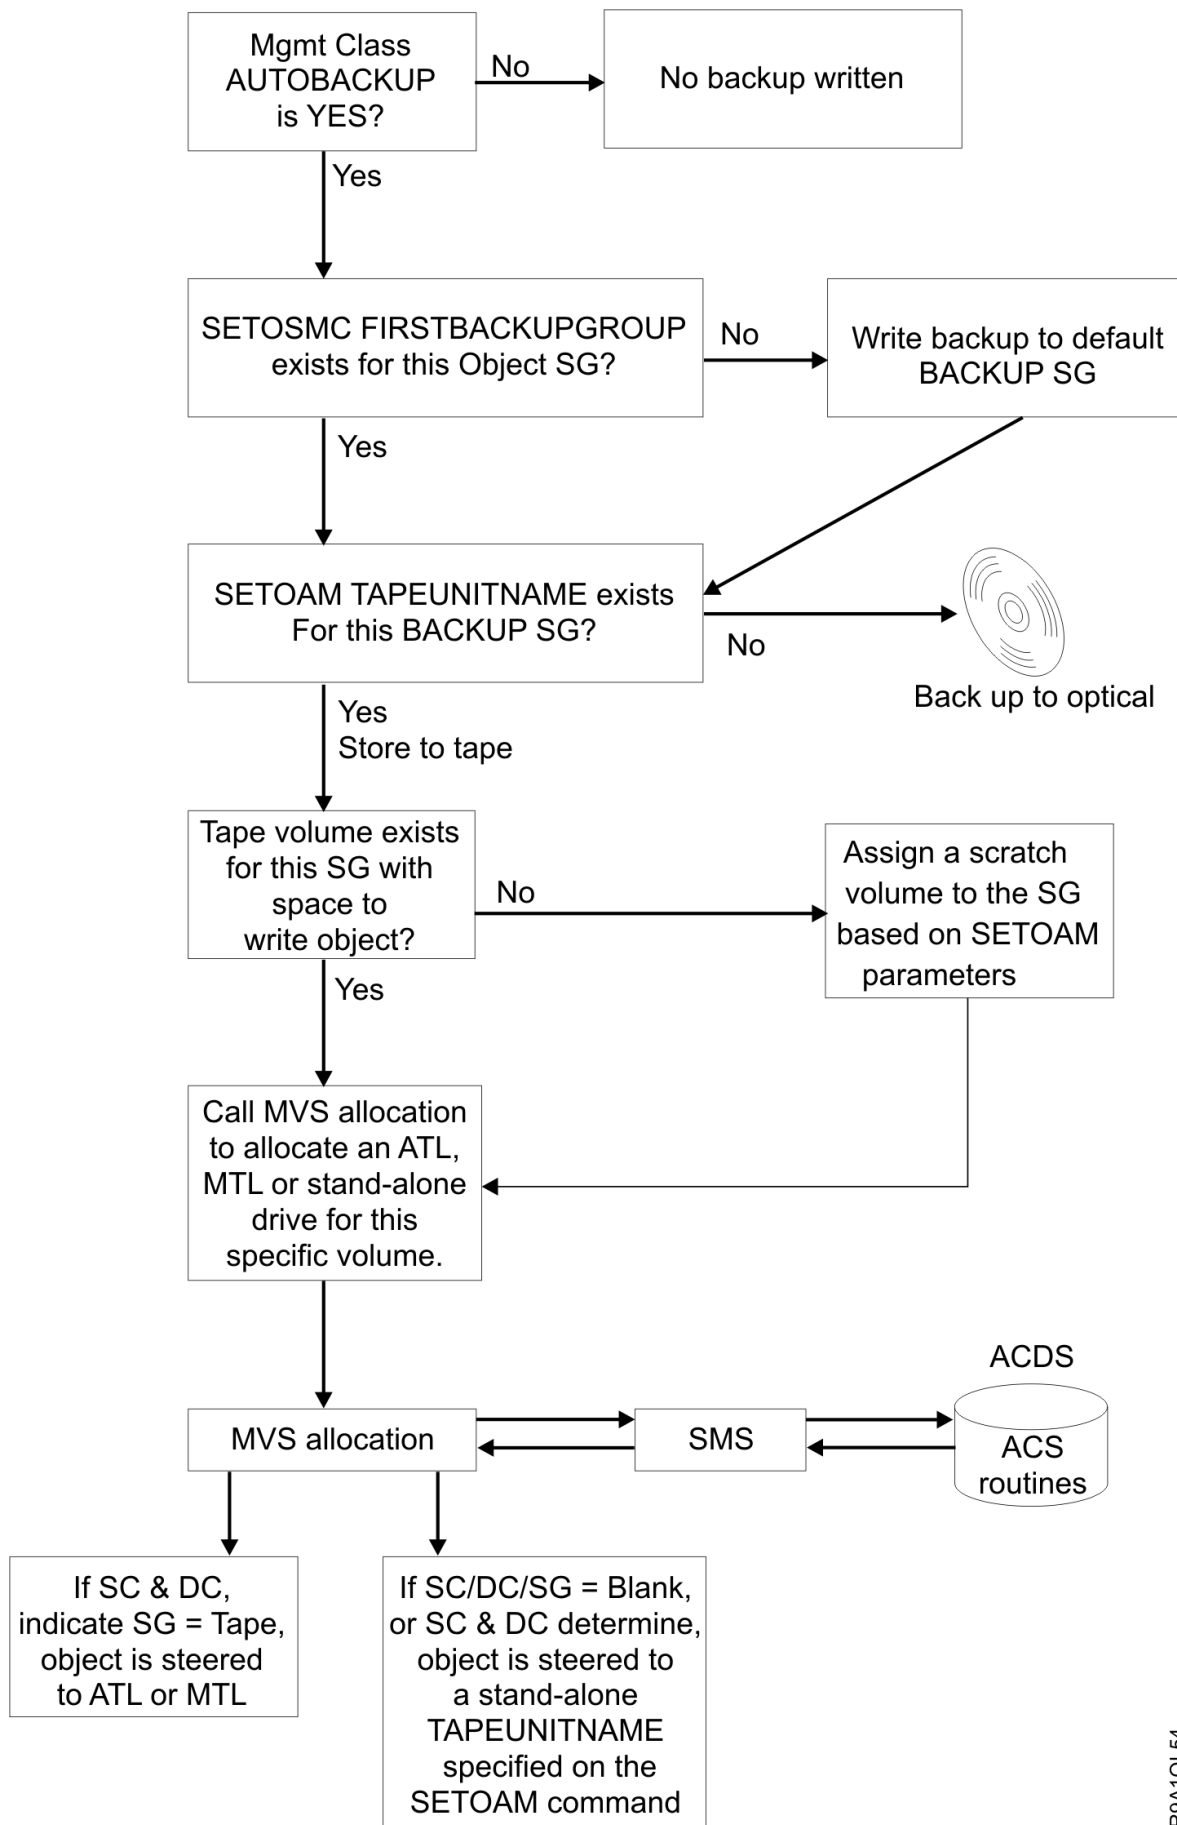 Mgmt Class
AUTOBACKUP
is YES?
No
No backup written
Yes
SETOSMC FIRSTBACKUPGROUP
exists for this Object SG?
No
Write backup to default
BACKUP SG
Yes
SETOAM TAPEUNITNAME exists
For this BACKUP SG?
No
Back up to optical
Yes
Store to tape
Tape volume exists
for this SG with
space to
write object?
No
Assign a scratch
volume to the SG
based on SETOAM
parameters
Yes
Call MVS allocation
to allocate an ATL,
MTL or stand-alone
drive for this
specific volume.
ACDS
MVS allocation
SMS
ACS
routines
If SC & DC,
indicate SG = Tape,
object is steered
to ATL or MTL
If SC/DC/SG = Blank,
or SC & DC determine,
object is steered to
a stand-alone
TAPEUNITNAME
specified on the
SETOAM command